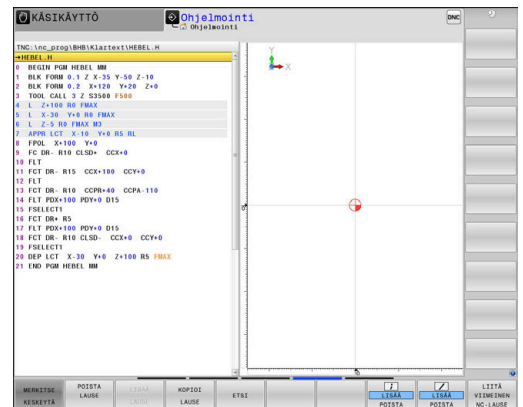 KÄSIKÄYTTÖ
Ohjelmointi
Ohjelmointi
DNC
TNC:\nc_prog\BHB\Klartext\HEBEL.H
→HEBEL.H
0 BEGIN PGM HEBEL MM
1 BLK FORM 0.1 Z X-35 Y-50 Z-10
2 BLK FORM 0.2 X+120 Y+20 Z+0
3 TOOL CALL 3 Z S3500 F500
4 L Z+100 R0 FMAX
5 L X-30 Y+0 R0 FMAX
6 L Z-5 R0 FMAX M3
7 APPR LCT X-10 Y+0 R5 RL
8 FPOL X+100 Y+0
9 FC DR- R10 CLSD+ CCX+0
10 FLT
11 FCT DR- R15 CCX+100 CCY+0
12 FLT
13 FCT DR- R10 CCPR+40 CCPA-110
14 FLT PDX+100 PDY+0 D15
15 FSELECT1
16 FCT DR+ R5
17 FLT PDX+100 PDY+0 D15
18 FCT DR- R10 CLSD- CCX+0 CCY+0
19 FSELECT1
20 DEP LCT X-30 Y+0 Z+100 R5 FMAX
21 END PGM HEBEL MM
Y
X
MERKITSE
KESKEYTÄ
POISTA
LAUSE
LISÄÄ
LAUSE
KOPIOI
LAUSE
ETSI
LISÄÄ
POISTA
LISÄÄ
POISTA
LIITÄ
VIIMEINEN
NC-LAUSE